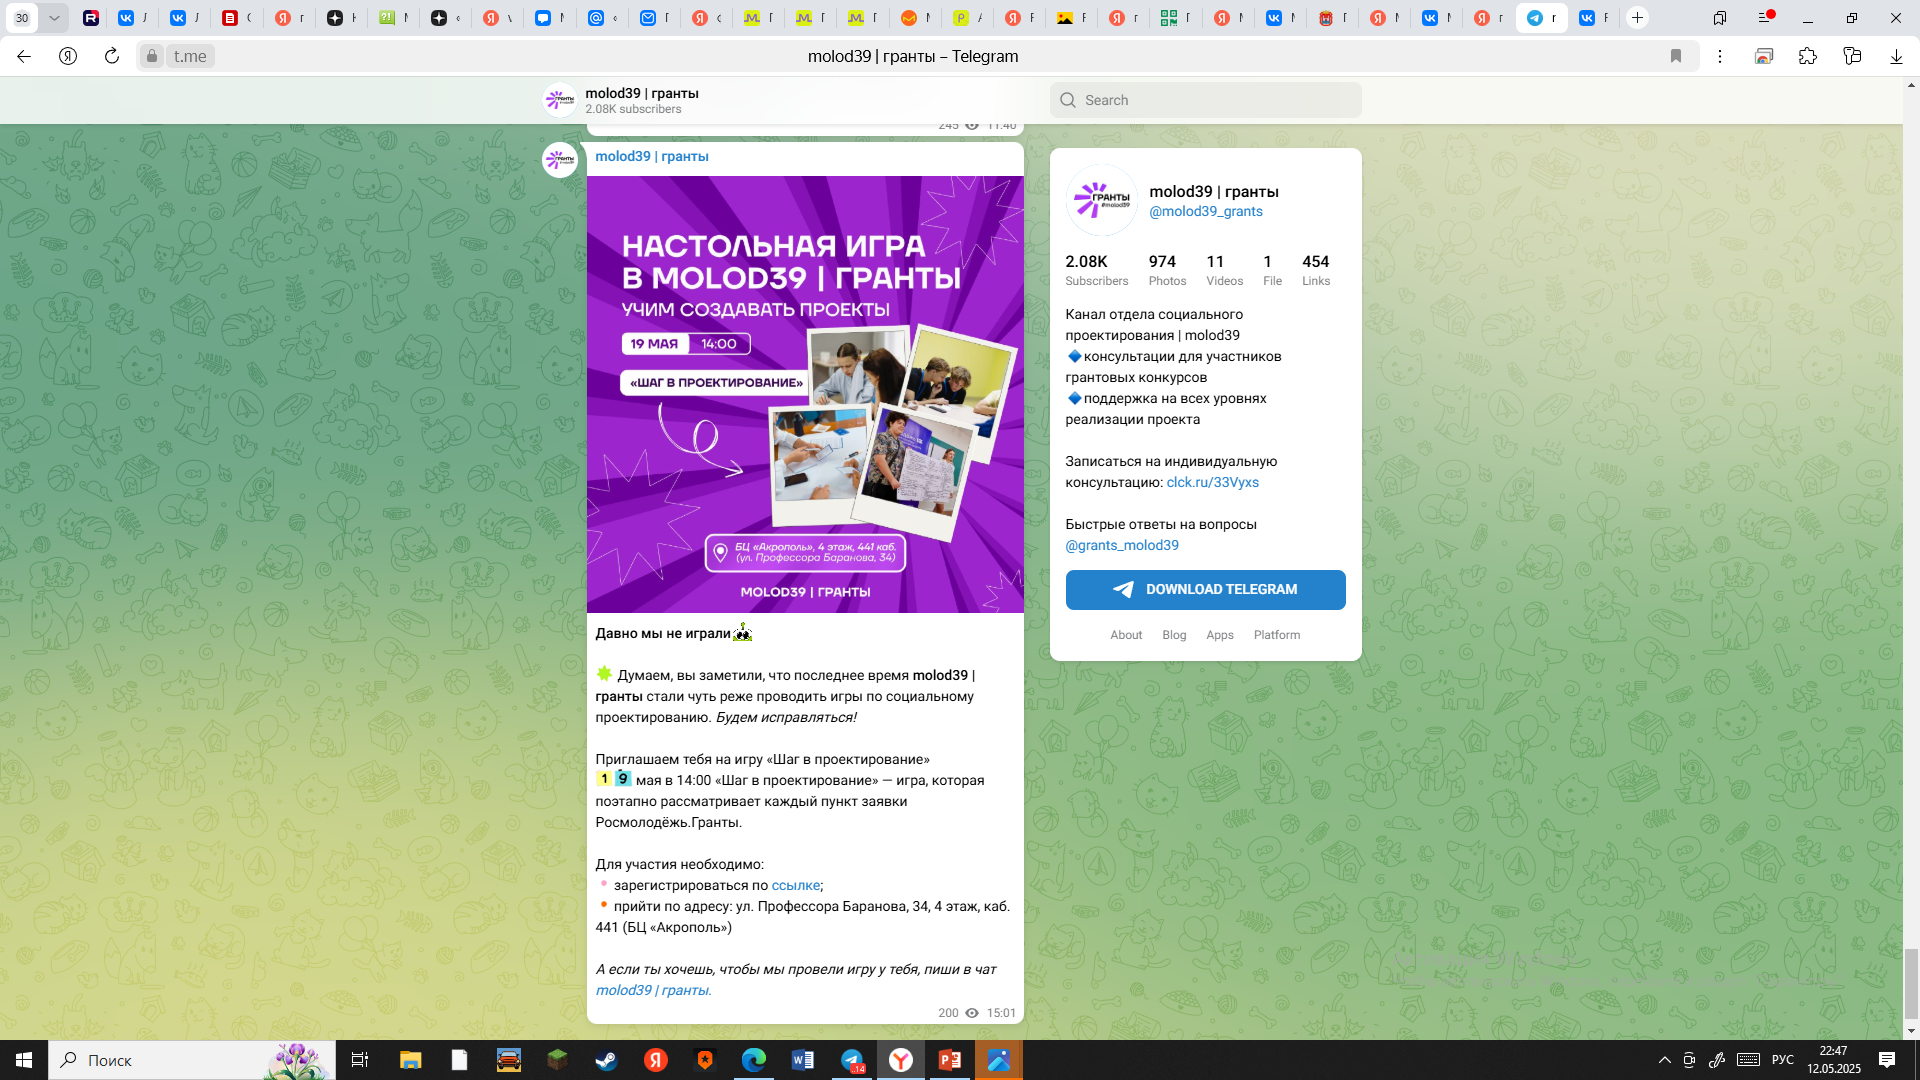 30
t.me
molod39 | гранты – Telegram
molod39 | гранты
2.08K subscribers
Search
245 11:40
molod39 | гранты
НАСТОЛЬНАЯ ИГРА
В MOLOD39 | ГРАНТЫ
УЧИМ СОЗДАВАТЬ ПРОЕКТЫ
19 МАЯ 14:00
«ШАГ В ПРОЕКТИРОВАНИЕ»
БЦ «Акрополь», 4 этаж, 441 каб.
(ул. Профессора Баранова, 34)
MOLOD39 | ГРАНТЫ
Давно мы не играли
Думаем, вы заметили, что последнее время molod39 |
гранты стали чуть реже проводить игры по социальному
проектированию. Будем исправляться!
Приглашаем тебя на игру «Шаг в проектирование»
19 мая в 14:00 «Шаг в проектирование» — игра, которая
поэтапно рассматривает каждый пункт заявки
Росмолодёжь.Гранты.
Для участия необходимо:
зарегистрироваться по ссылке;
прийти по адресу: ул. Профессора Баранова, 34, 4 этаж, каб.
441 (БЦ «Акрополь»)
А если ты хочешь, чтобы мы провели игру у тебя, пиши в чат
molod39 | гранты.
200 15:01
ГРАНТЫ
#molod39
molod39 | гранты
@molod39_grants
2.08K 974 11 1 454
Subscribers Photos Videos File Links
Канал отдела социального
проектирования | molod39
консультации для участников
грантовых конкурсов
поддержка на всех уровнях
реализации проекта
Записаться на индивидуальную
консультацию: clck.ru/33Vyxs
Быстрые ответы на вопросы
@grants_molod39
DOWNLOAD TELEGRAM
About Blog Apps Platform
Поиск
РУС
22:47
12.05.2025